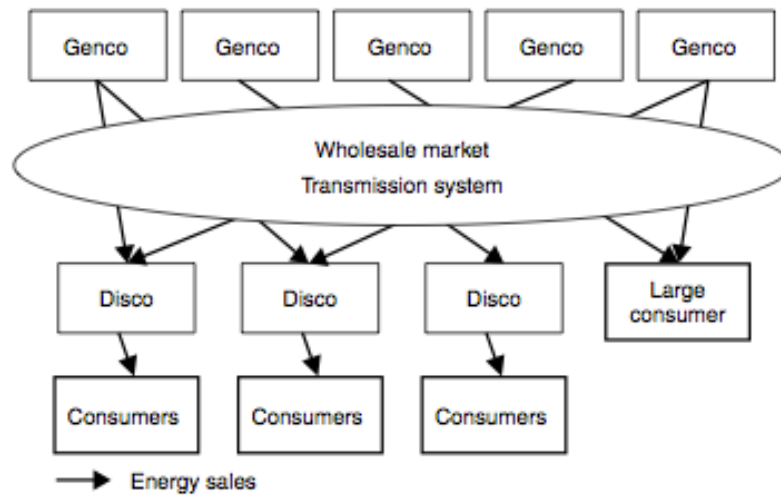 Genco Genco Genco Genco Genco
Wholesale market
Transmission system
Disco Disco Disco Large
consumer
Consumers Consumers Consumers
Energy sales